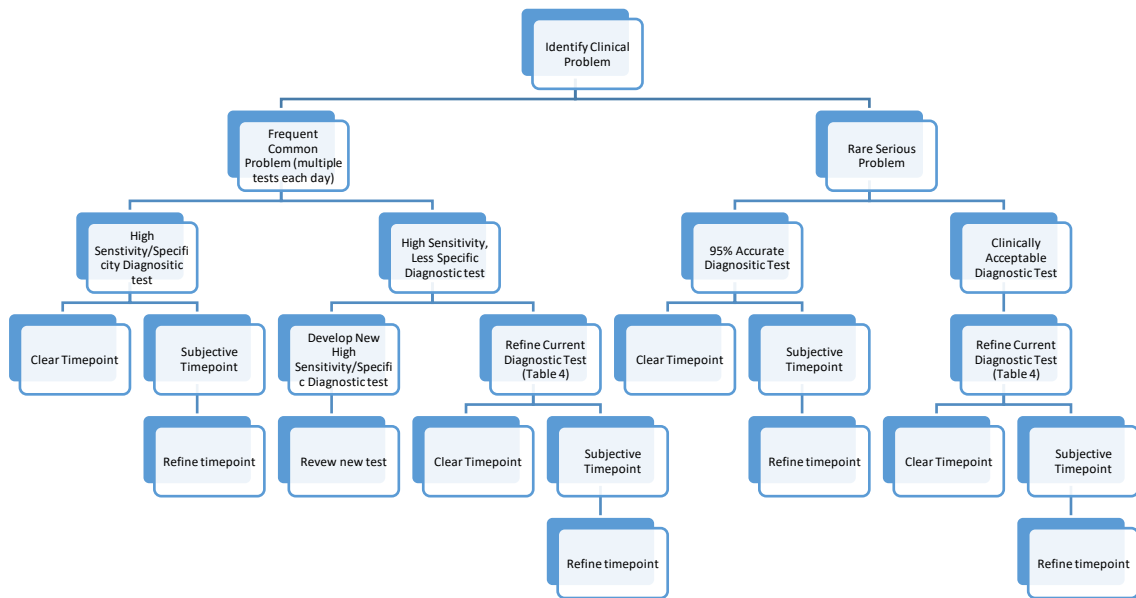 Identify Clinical
Problem
Frequent
Common
Problem (multiple
tests each day)
Rare Serious
Problem
High
Senstivity/Specifi
city Diagnositic
test
High Sensitivity,
Less Specific
Diagnostic test
95% Accurate
Diagnositic Test
Clinically
Acceptable
Diagnostic Test
Clear Timepoint
Subjective
Timepoint
Develop New
High
Sensitivity/Specifi
c Diagnostic test
Refine Current
Diagnostic Test
(Table 4)
Clear Timepoint
Subjective
Timepoint
Refine Current
Diagnostic Test
(Table 4)
Refine timepoint
Revew new test
Clear Timepoint
Subjective
Timepoint
Refine timepoint
Clear Timepoint
Subjective
Timepoint
Refine timepoint
Refine timepoint